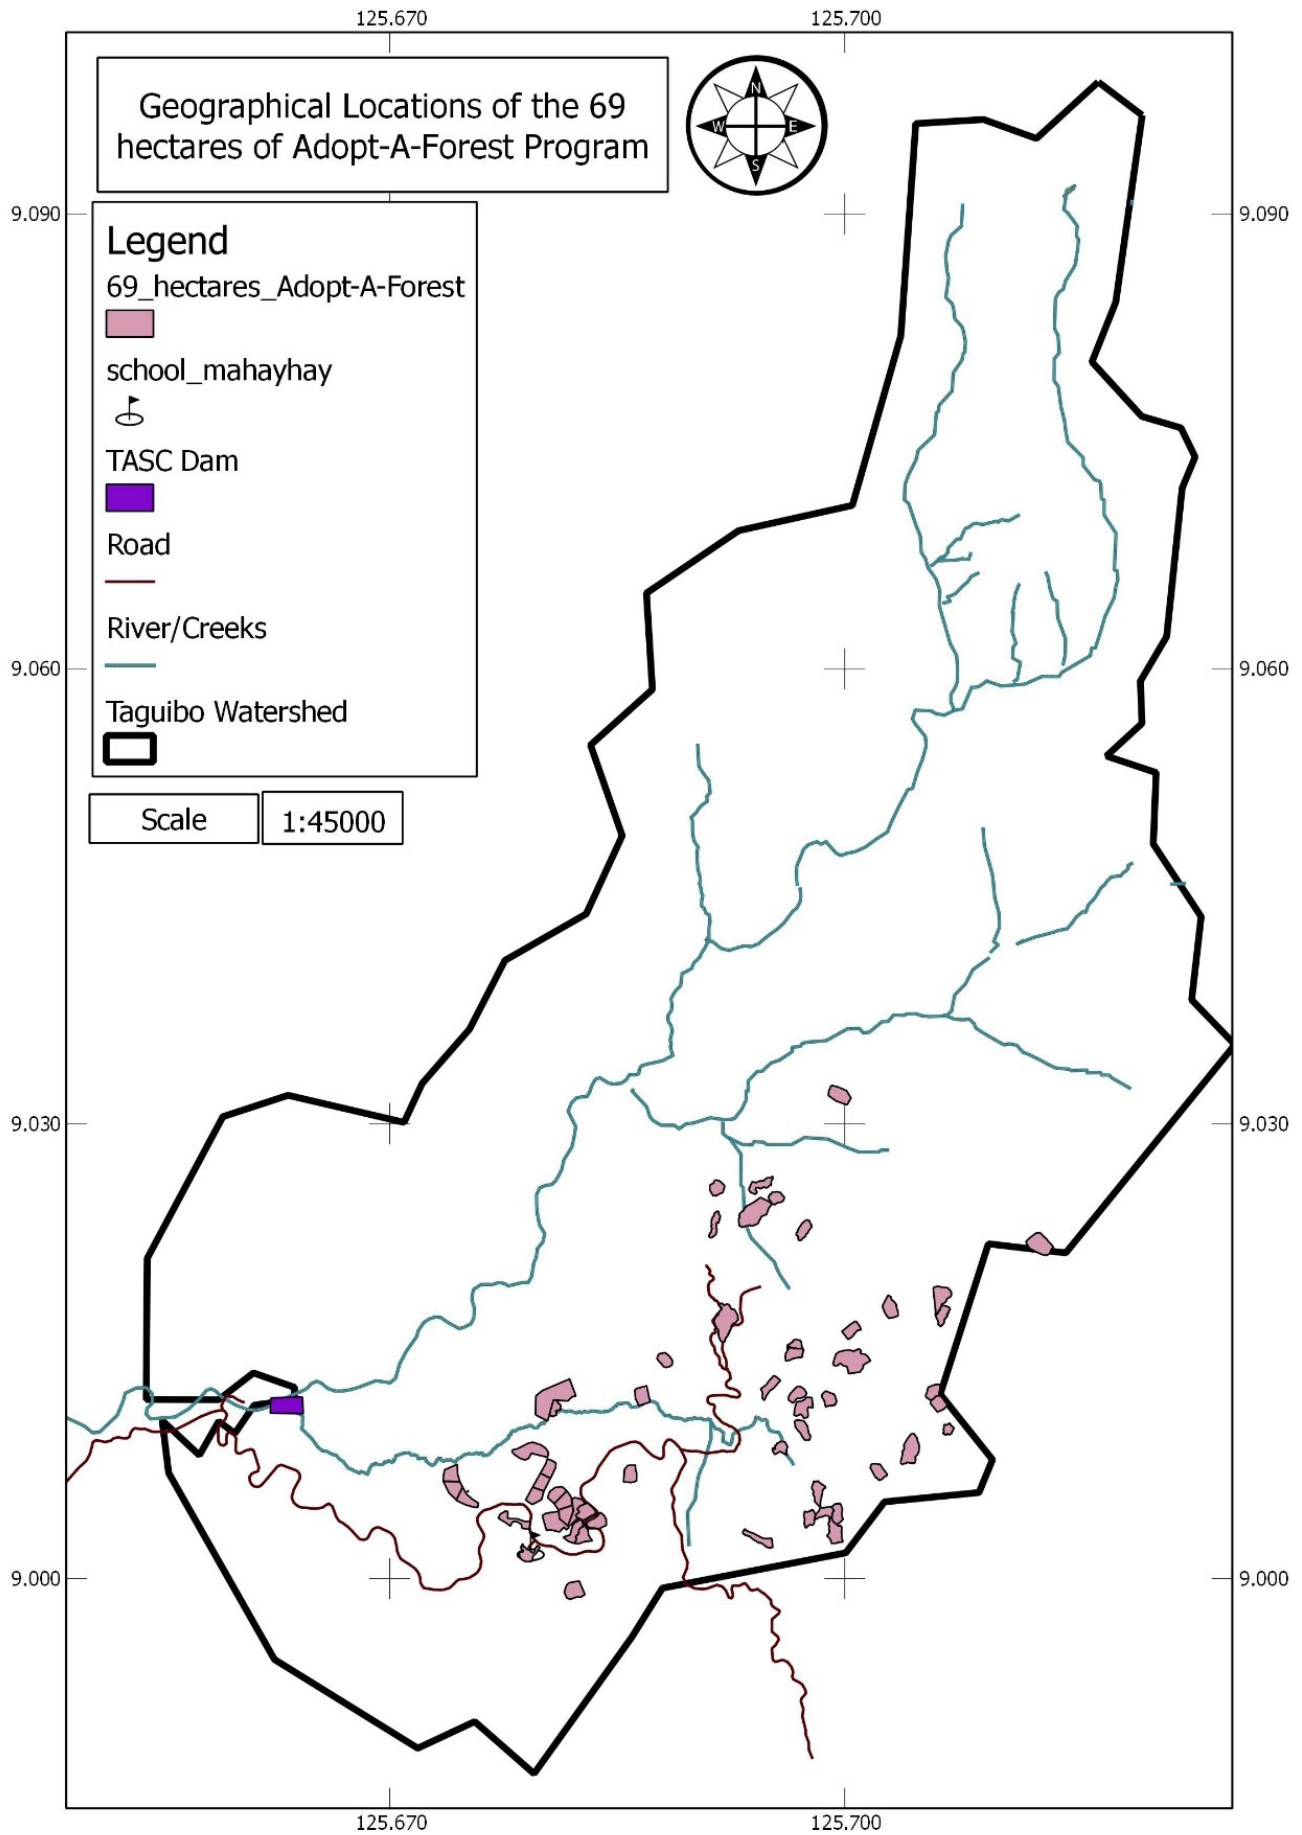 125.670
125.700
Geographical Locations of the 69
hectares of Adopt-A-Forest Program
N
W
E
S
9.090
9.090
Legend
69_hectares_Adopt-A-Forest
school_mahayhay
TASC Dam
Road
River/Creeks
Taguibo Watershed
9.060
9.060
Scale
1:45000
9.030
9.030
9.000
9.000
125.670
125.700